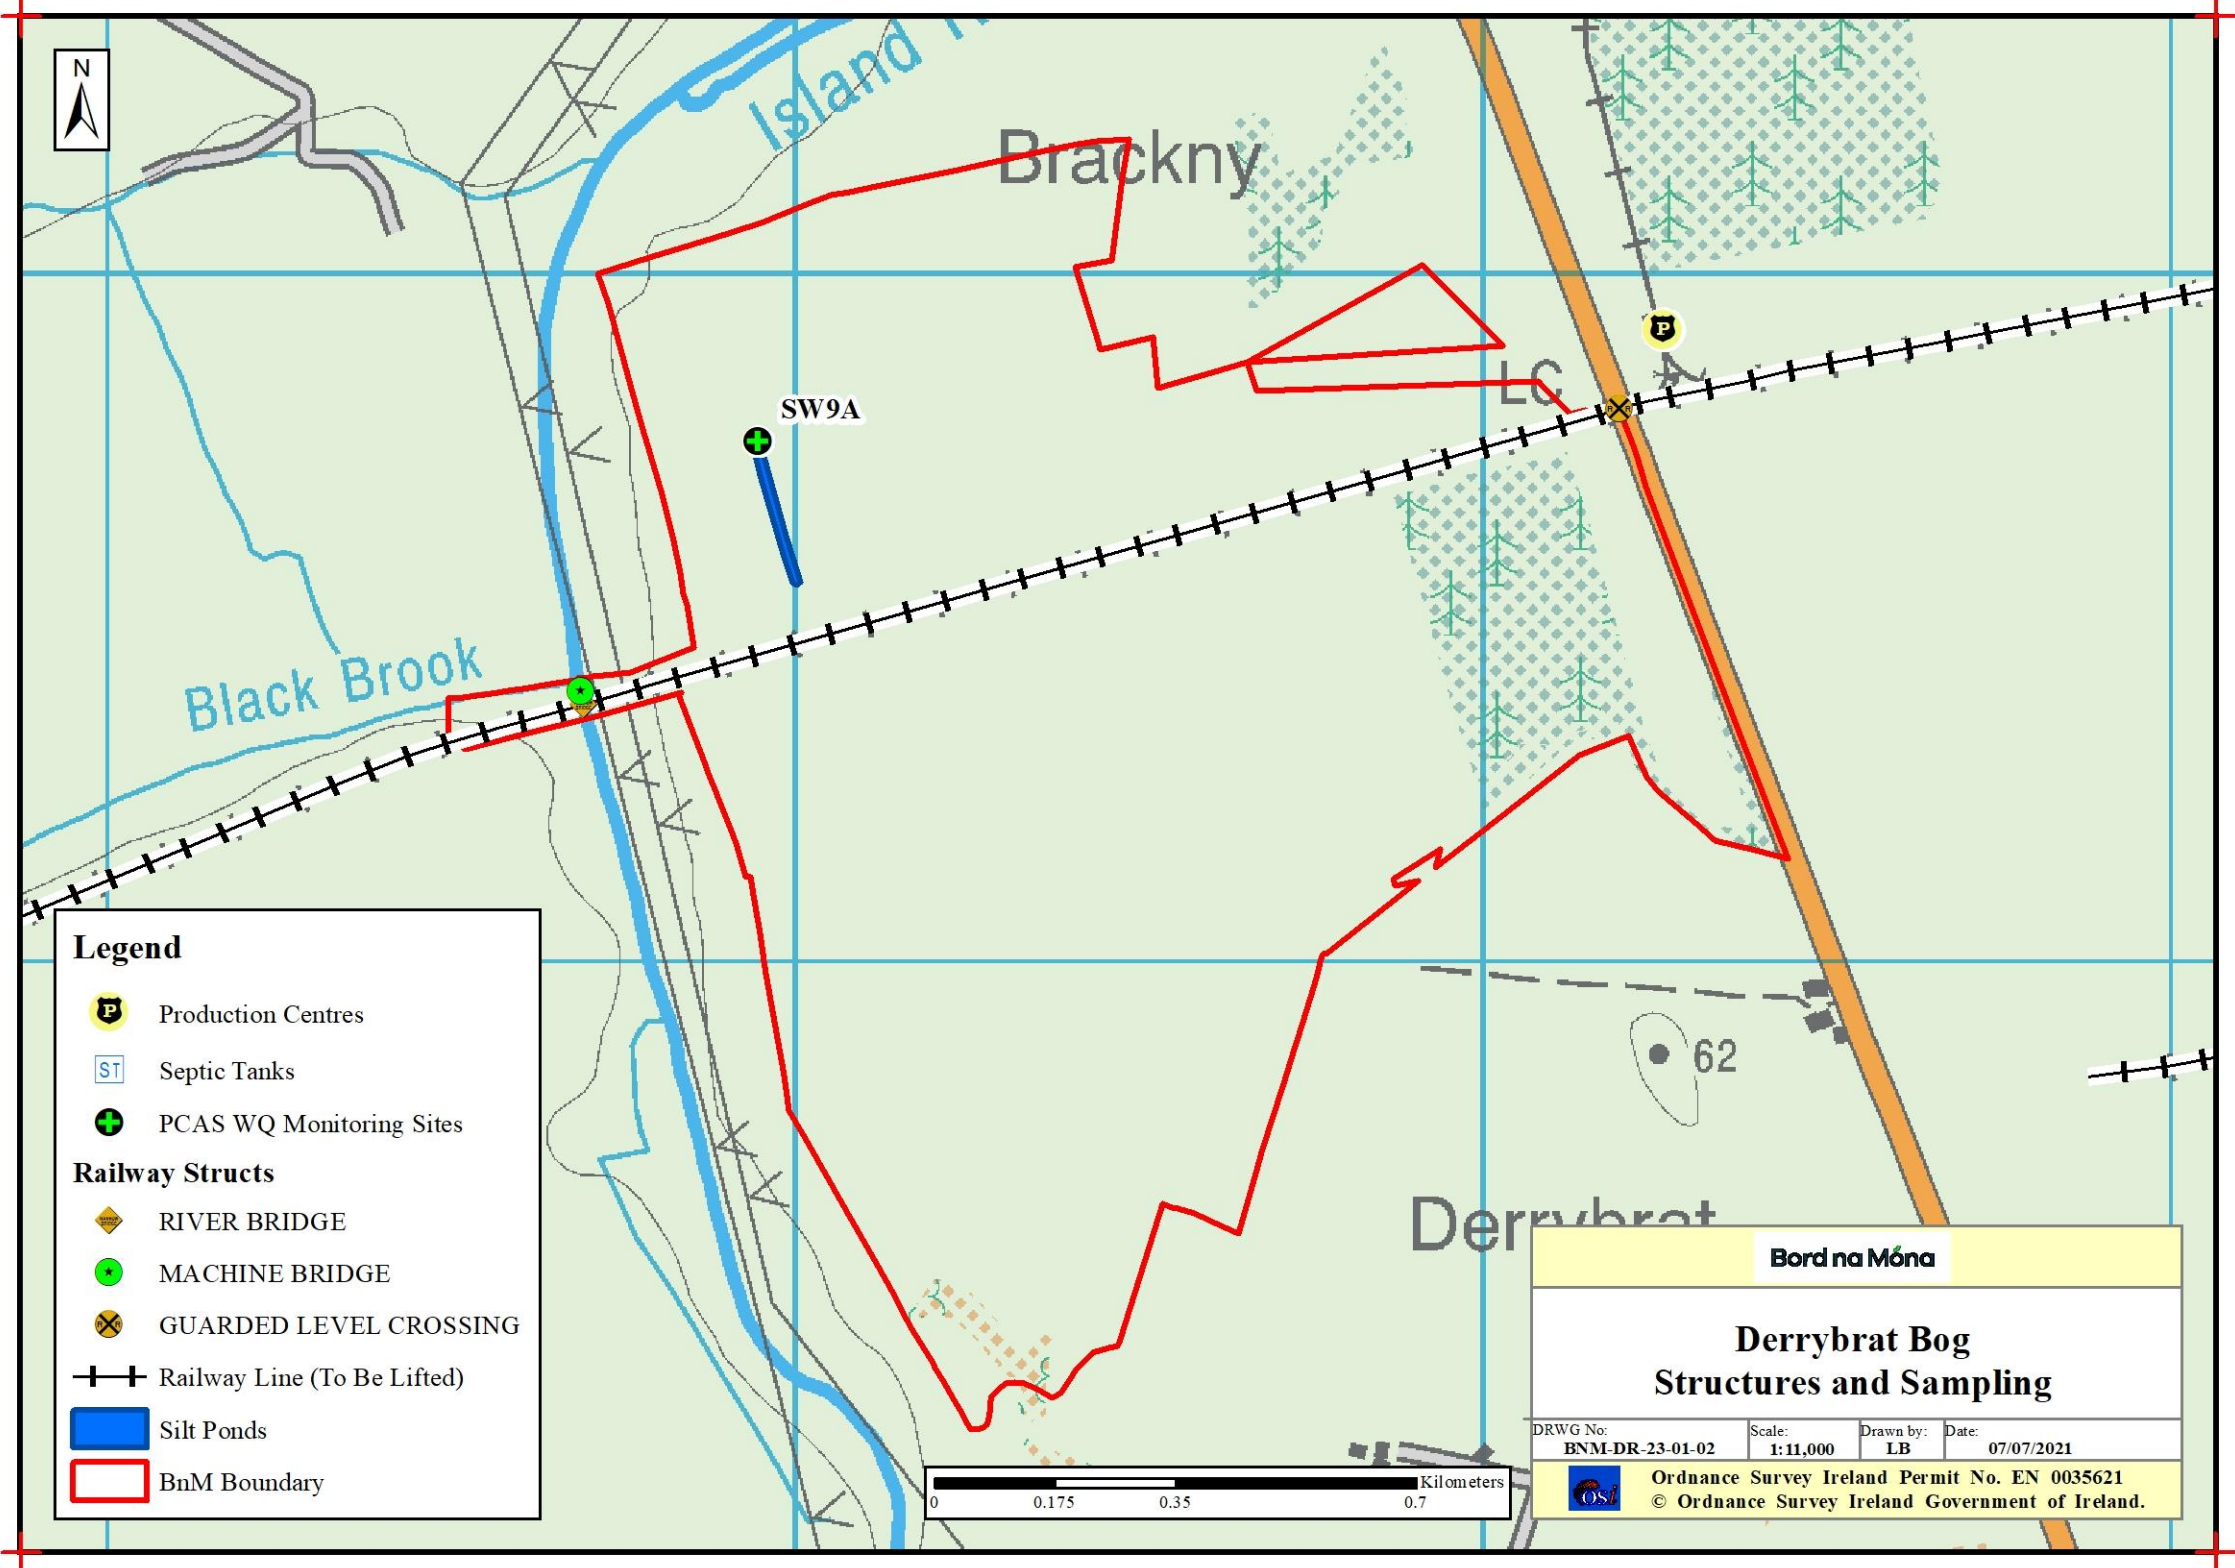 N
Island
Brackny
LC
P
SW9A
Black Brook
62
Derrybrat
Legend
P
Production Centres
ST
Septic Tanks
PCAS WQ Monitoring Sites
Railway Structs
RIVER BRIDGE
MACHINE BRIDGE
GUARDED LEVEL CROSSING
Railway Line (To Be Lifted)
Silt Ponds
BnM Boundary
Kilometers
0 0.175 0.35 0.7
Bord na Móna
Derrybrat Bog
Structures and Sampling
DRWG No: Scale: Drawn by: Date:
BNM-DR-23-01-02 1:11,000 LB 07/07/2021
osi
Ordnance Survey Ireland Permit No. EN 0035621
© Ordnance Survey Ireland Government of Ireland.